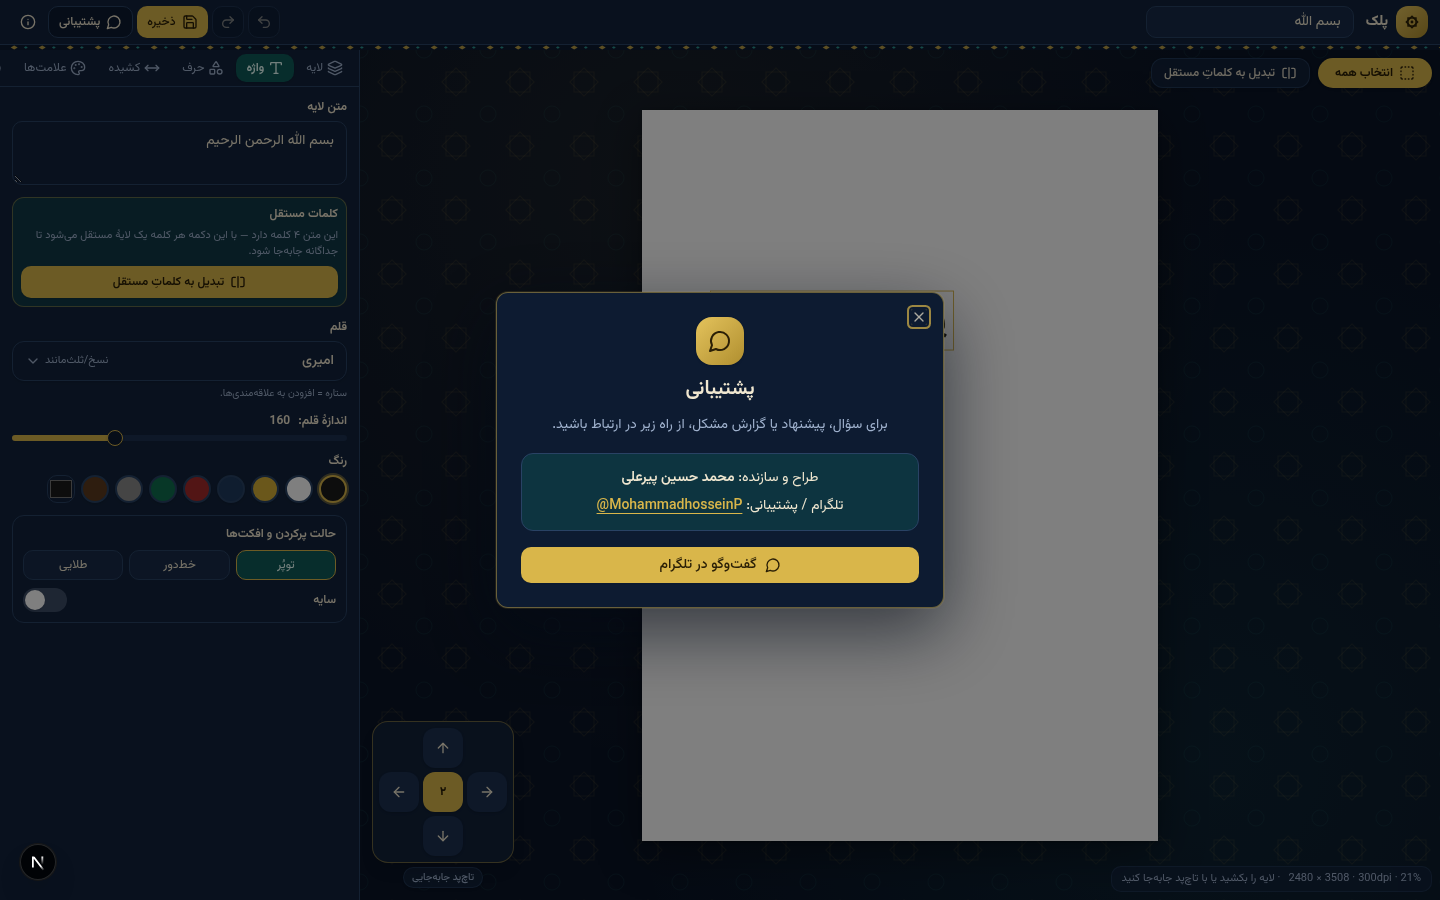 پلک
بسم الله
ذخیره
پشتیبانی
انتخاب همه
تبدیل به کلماتِ مستقل
لایه
واژه
حرف
کشیده
علامت‌ها
متن لایه
بسم الله الرحمن الرحیم
کلمات مستقل
این متن ۴ کلمه دارد — با این دکمه هر کلمه یک لایهٔ مستقل می‌شود تا
جداگانه جابه‌جا شود.
تبدیل به کلماتِ مستقل
قلم
امیری
نسخ/ثلث‌مانند
ستاره = افزودن به علاقه‌مندی‌ها.
اندازهٔ قلم: 160
رنگ
حالت پرکردن و افکت‌ها
توپُر
خط‌دور
طلایی
سایه
پشتیبانی
برای سؤال، پیشنهاد یا گزارش مشکل، از راه زیر در ارتباط باشید.
طراح و سازنده: محمد حسین پیرعلی
تلگرام / پشتیبانی: @MohammadhosseinP
گفت‌وگو در تلگرام
۲
تاچ‌پد جابه‌جایی
2480 × 3508 · 300dpi · 21% · لایه را بکشید یا با تاچ‌پد جابه‌جا کنید
N